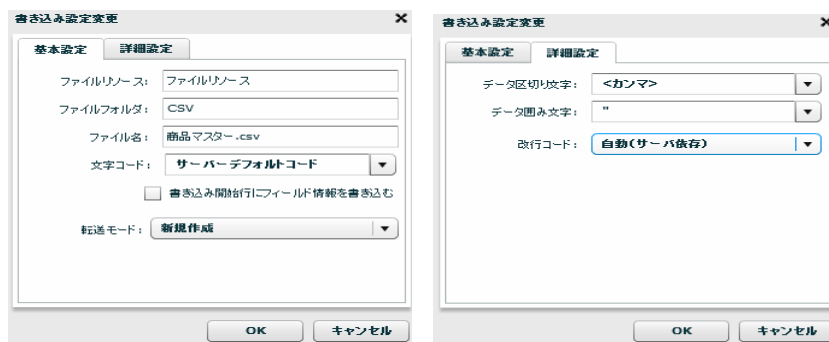 書き込み設定変更
基本設定 詳細設定
ファイルリソース: ファイルリソース
ファイルフォルダ: CSV
ファイル名: 商品マスター.csv
文字コード: サーバーデフォルトコード
書き込み開始行にフィールド情報を書き込む
転送モード: 新規作成
OK キャンセル
書き込み設定変更
基本設定 詳細設定
データ区切り文字: <カンマ>
データ囲み文字: "
改行コード: 自動(サーバ依存)
OK キャンセル